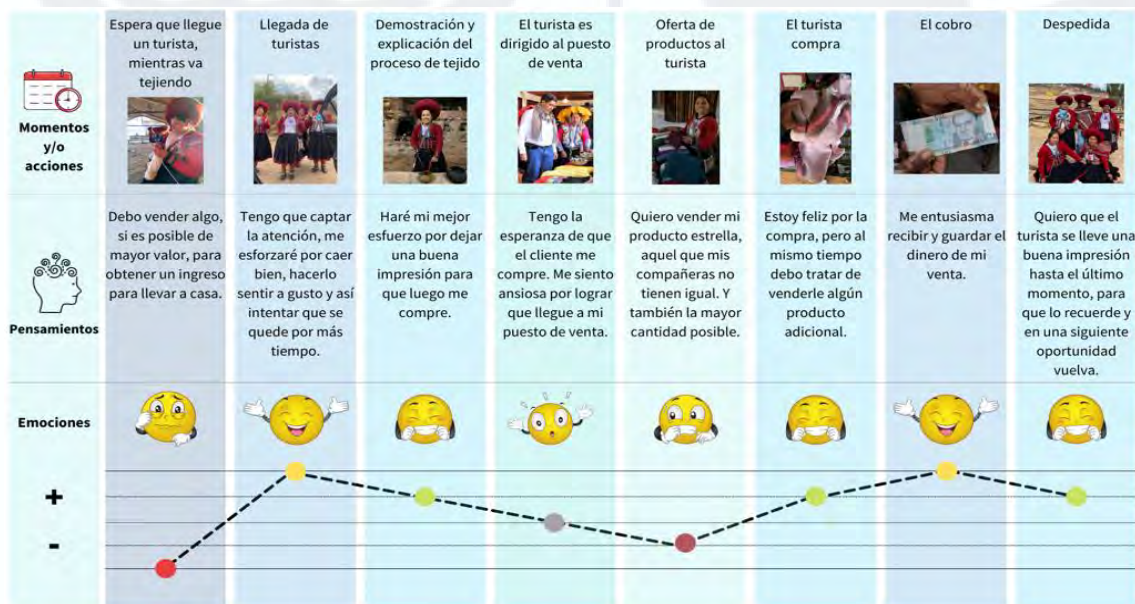 Espera que llegue
un turista,
mientras va
tejiendo
Llegada de
turistas
Demostración y
explicación del
proceso de tejido
El turista es
dirigido al puesto
de venta
Oferta de
productos al
turista
El turista
compra
El cobro
Despedida
Momentos
y/o
acciones
Debo vender algo,
si es posible de
mayor valor, para
obtener un ingreso
para llevar a casa.
Tengo que captar
la atención, me
esforzaré por caer
bien, hacerlo
sentir a gusto y así
intentar que se
quede por más
tiempo.
Haré mi mejor
esfuerzo por dejar
una buena
impresión para
que luego me
compre.
Tengo la
esperanza de que
el cliente me
compre. Me siento
ansiosa por lograr
que llegue a mi
puesto de venta.
Quiero vender mi
producto estrella,
aquel que mis
compañeras no
tienen igual. Y
también la mayor
cantidad posible.
Estoy feliz por la
compra, pero al
mismo tiempo
debo tratar de
venderle algún
producto
adicional.
Me entusiasma
recibir y guardar el
dinero de mi
venta.
Quiero que el
turista se lleve una
buena impresión
hasta el último
momento, para
que lo recuerde y
en una siguiente
oportunidad
vuelva.
Pensamientos
Emociones
+
-